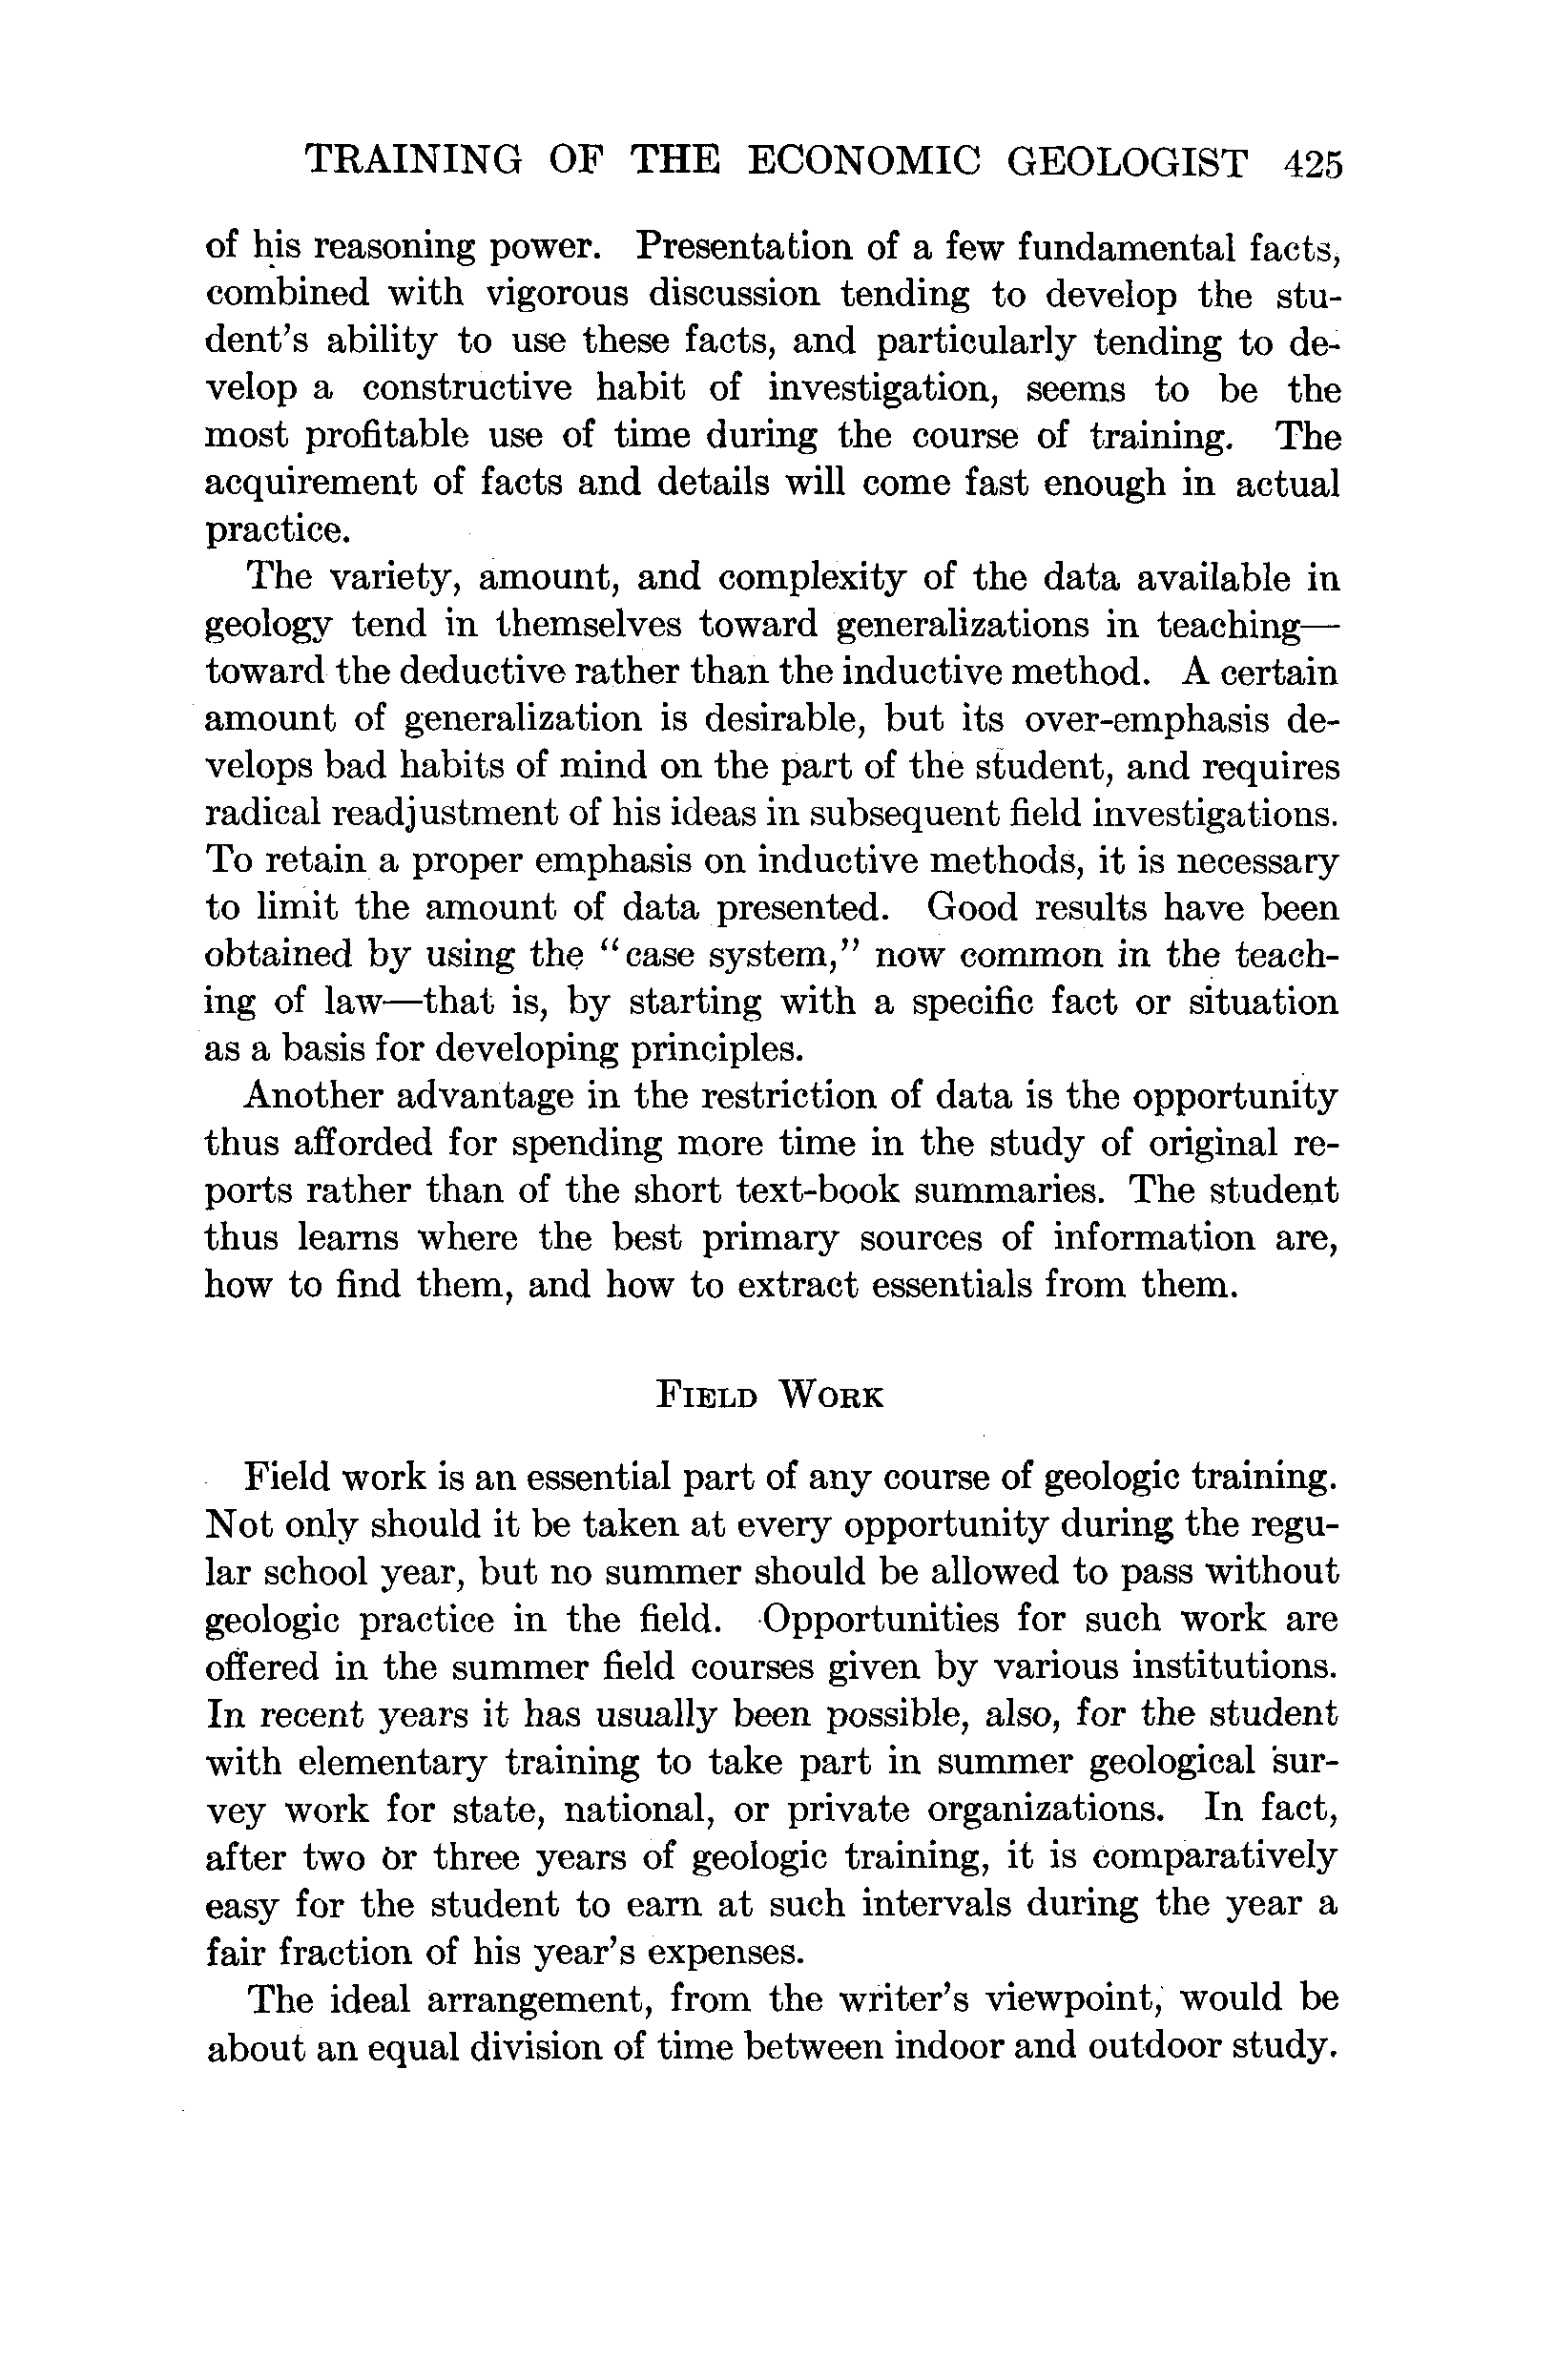 TRAINING OF THE ECONOMIC GEOLOGIST 425
of his reasoning power. Presentation of a few fundamental facts,
combined with vigorous discussion tending to develop the stu-
dent's ability to use these facts, and particularly tending to de-
velop a constructive habit of investigation, seems to be the
most profitable use of time during the course of training. The
acquirement of facts and details will come fast enough in actual
practice.
The variety, amount, and complexity of the data available in
geology tend in themselves toward generalizations in teaching—
toward the deductive rather than the inductive method. A certain
amount of generalization is desirable, but its over-emphasis de-
velops bad habits of mind on the part of the student, and requires
radical readjustment of his ideas in subsequent field investigations.
To retain a proper emphasis on inductive methods, it is necessary
to limit the amount of data presented. Good results have been
obtained by using the "case system," now common in the teach-
ing of law—that is, by starting with a specific fact or situation
as a basis for developing principles.
Another advantage in the restriction of data is the opportunity
thus afforded for spending more time in the study of original re-
ports rather than of the short text-book summaries. The student
thus learns where the best primary sources of information are,
how to find them, and how to extract essentials from them.
FIELD WORK
Field work is an essential part of any course of geologic training.
Not only should it be taken at every opportunity during the regu-
lar school year, but no summer should be allowed to pass without
geologic practice in the field. Opportunities for such work are
offered in the summer field courses given by various institutions.
In recent years it has usually been possible, also, for the student
with elementary training to take part in summer geological sur-
vey work for state, national, or private organizations. In fact,
after two or three years of geologic training, it is comparatively
easy for the student to earn at such intervals during the year a
fair fraction of his year's expenses.
The ideal arrangement, from the writer's viewpoint, would be
about an equal division of time between indoor and outdoor study.